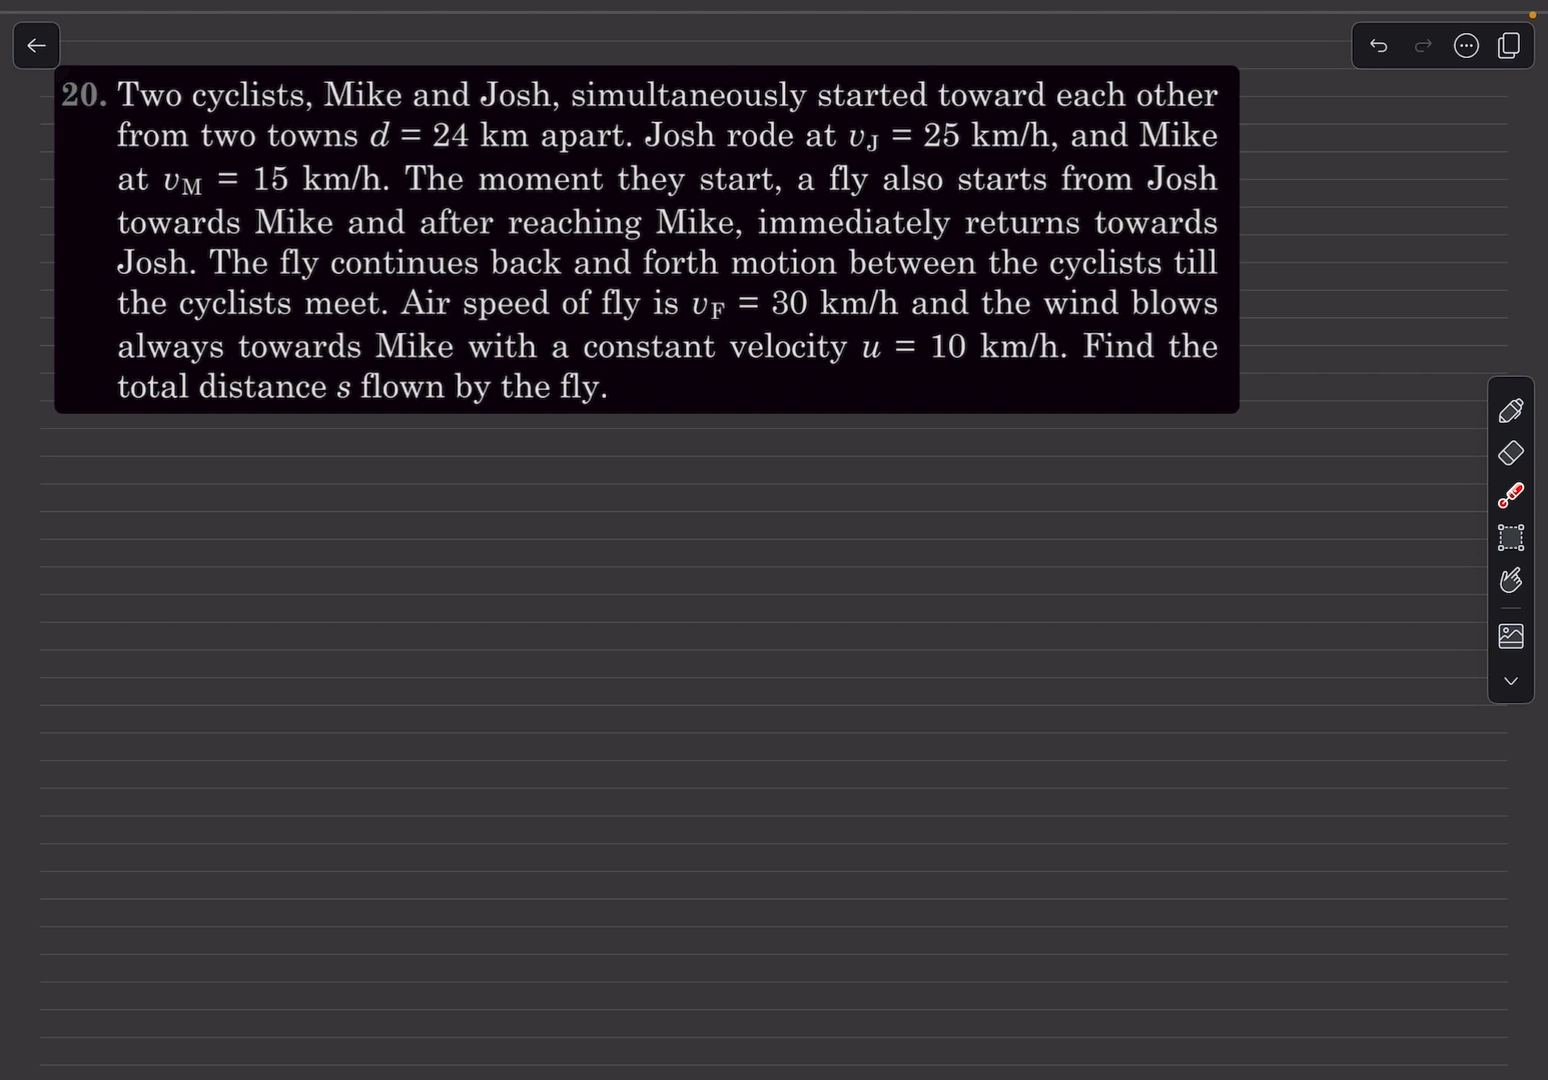 20. Two cyclists, Mike and Josh, simultaneously started toward each other
from two towns d = 24 km apart. Josh rode at vJ = 25 km/h, and Mike
at vM = 15 km/h. The moment they start, a fly also starts from Josh
towards Mike and after reaching Mike, immediately returns towards
Josh. The fly continues back and forth motion between the cyclists till
the cyclists meet. Air speed of fly is vF = 30 km/h and the wind blows
always towards Mike with a constant velocity u = 10 km/h. Find the
total distance s flown by the fly.